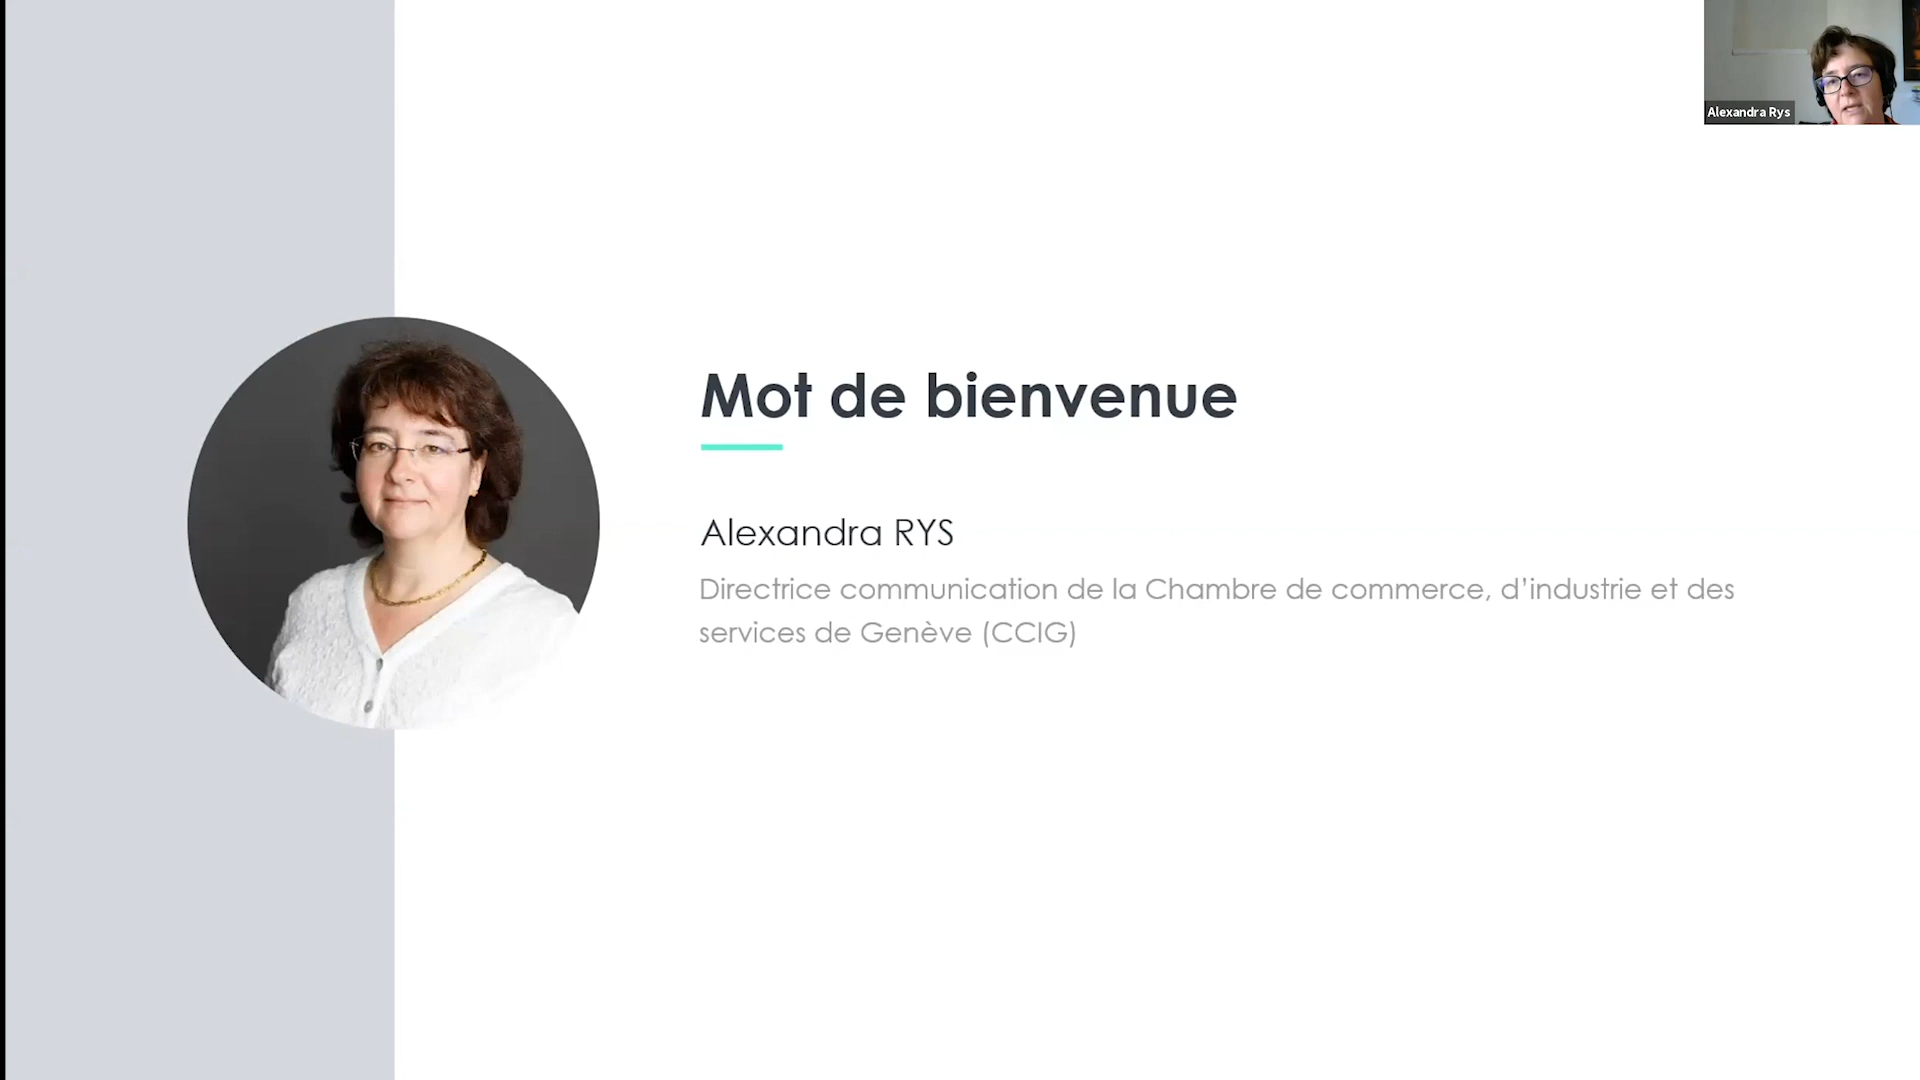 Alexandra Rys
Mot de bienvenue
Alexandra RYS
Directrice communication de la Chambre de commerce, d’industrie et des
services de Genève (CCIG)